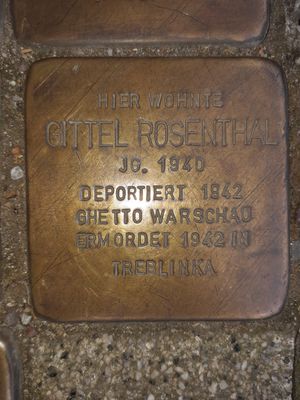 HIER WOHNTE
GITTEL ROSENTHAL
JG. 1940
DEPORTIERT 1942
GHETTO WARSCHAU
ERMORDET 1942 IN
TREBLINKA